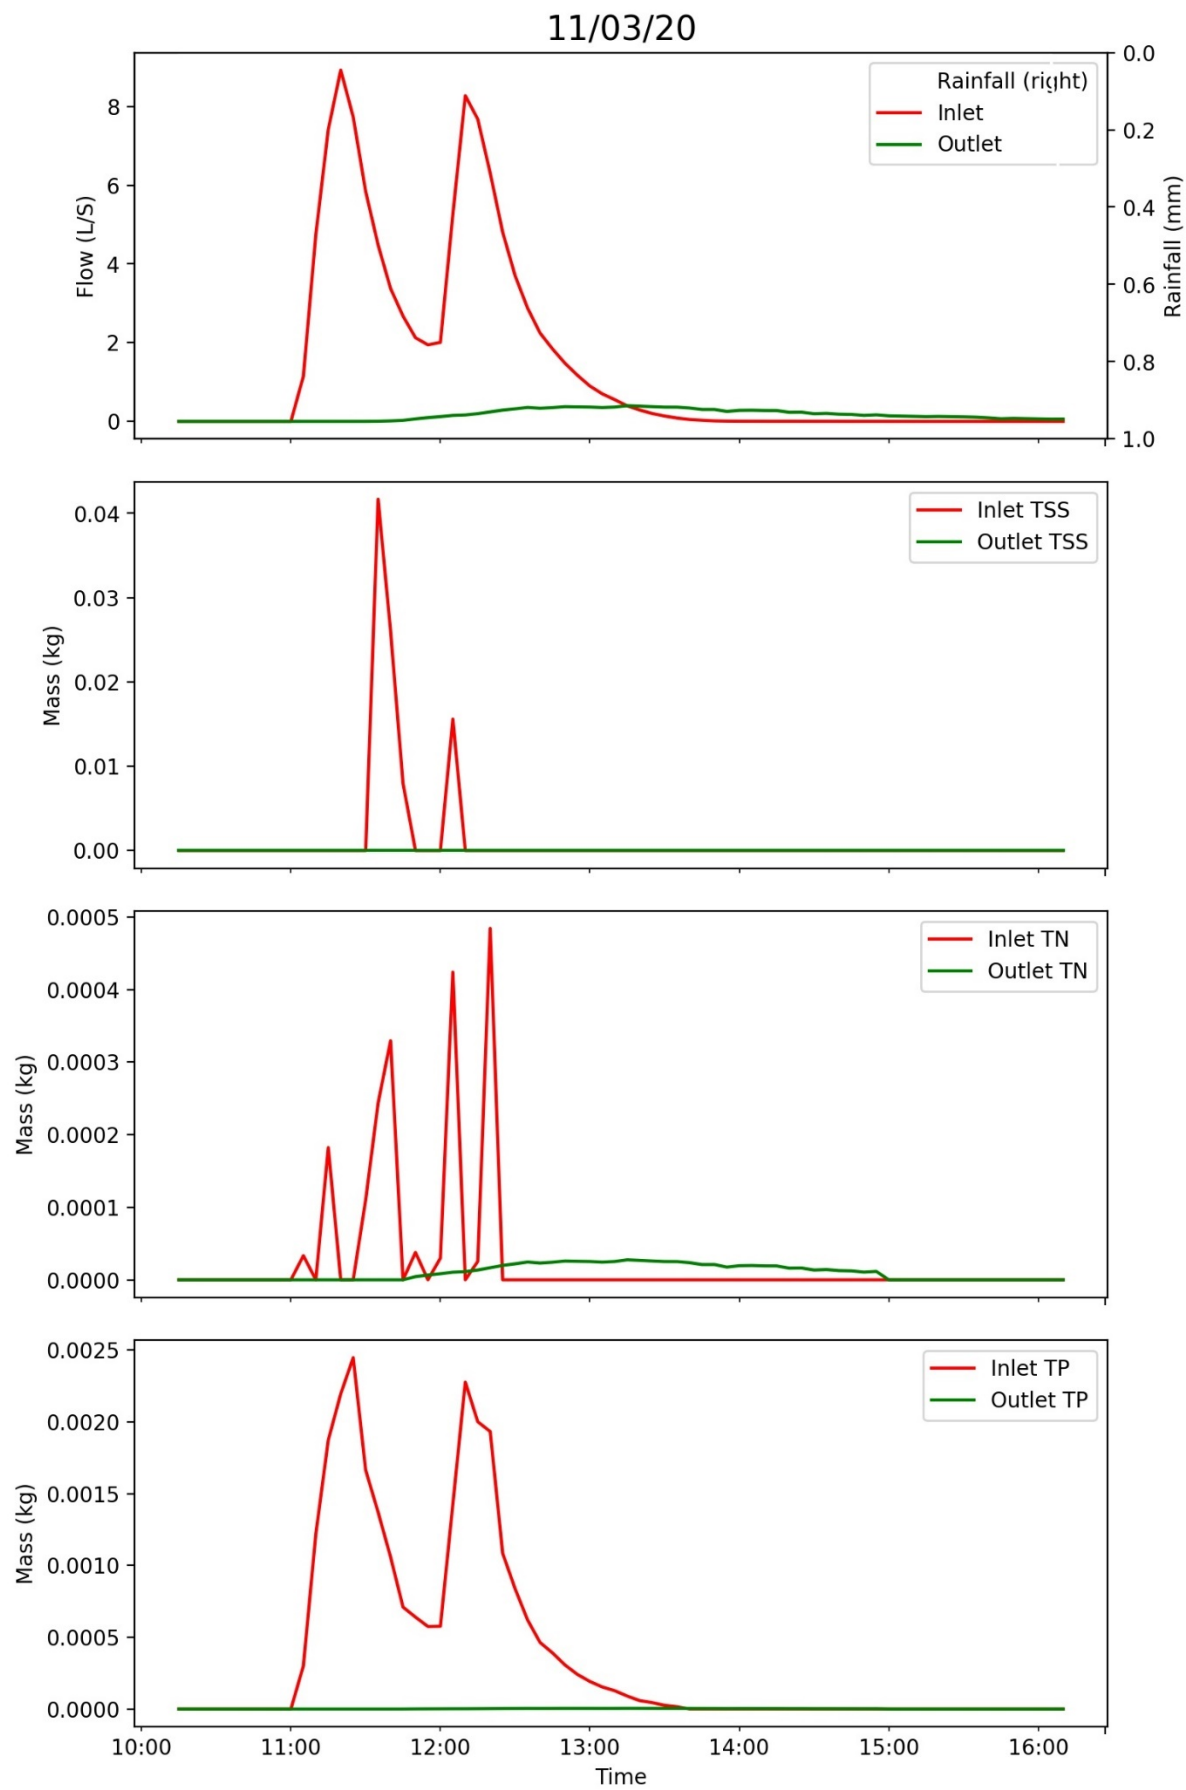 11/03/20
Rainfall (right)
Inlet
Outlet
Flow (L/S)
8
6
4
2
0
Rainfall (mm)
0.0
0.2
0.4
0.6
0.8
1.0
Inlet TSS
Outlet TSS
Mass (kg)
0.04
0.03
0.02
0.01
0.00
Inlet TN
Outlet TN
Mass (kg)
0.0005
0.0004
0.0003
0.0002
0.0001
0.0000
Inlet TP
Outlet TP
Mass (kg)
0.0025
0.0020
0.0015
0.0010
0.0005
0.0000
10:00 11:00 12:00 13:00 14:00 15:00 16:00
Time